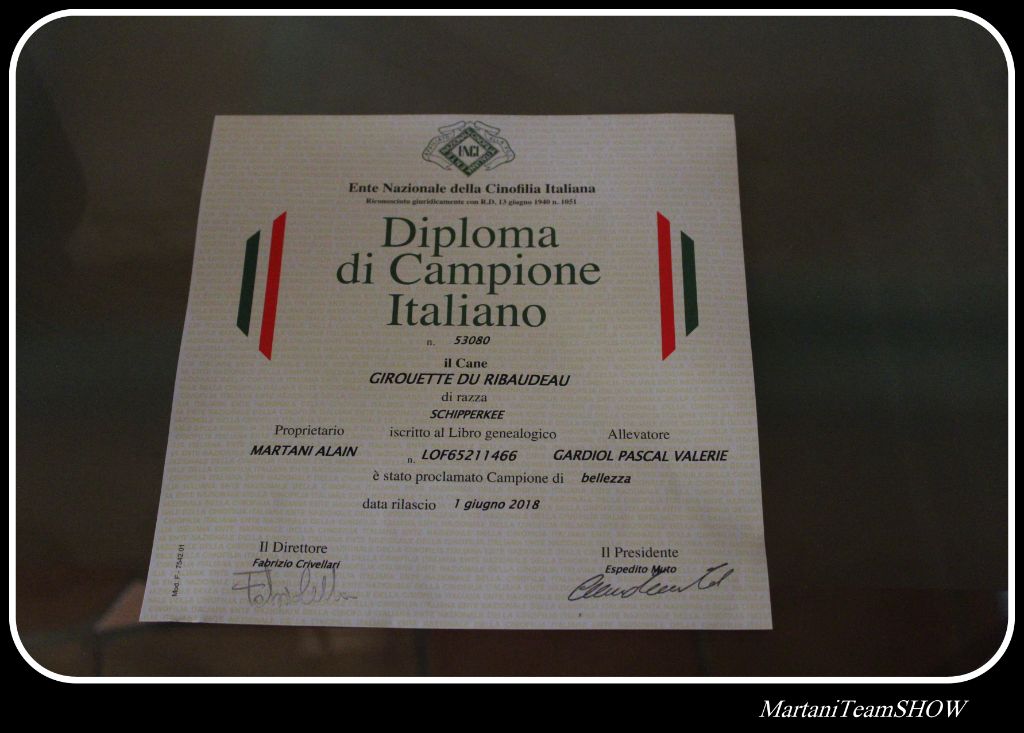 ENCI
Ente Nazionale della Cinofilia Italiana
Riconosciuto giuridicamente con R.D. 13 giugno 1940 n. 1051
Diploma
di Campione
Italiano
n. 53080
il Cane
GIROUETTE DU RIBAUDEAU
di razza
SCHIPPERKEE
Proprietario iscritto al Libro genealogico Allevatore
MARTANI ALAIN n. LOF65211466 GARDIOL PASCAL VALERIE
è stato proclamato Campione di bellezza
data rilascio 1 giugno 2018
Il Direttore Il Presidente
Fabrizio Crivellari Espedito Muto
Mod. F - 7542.01
MartaniTeamSHOW